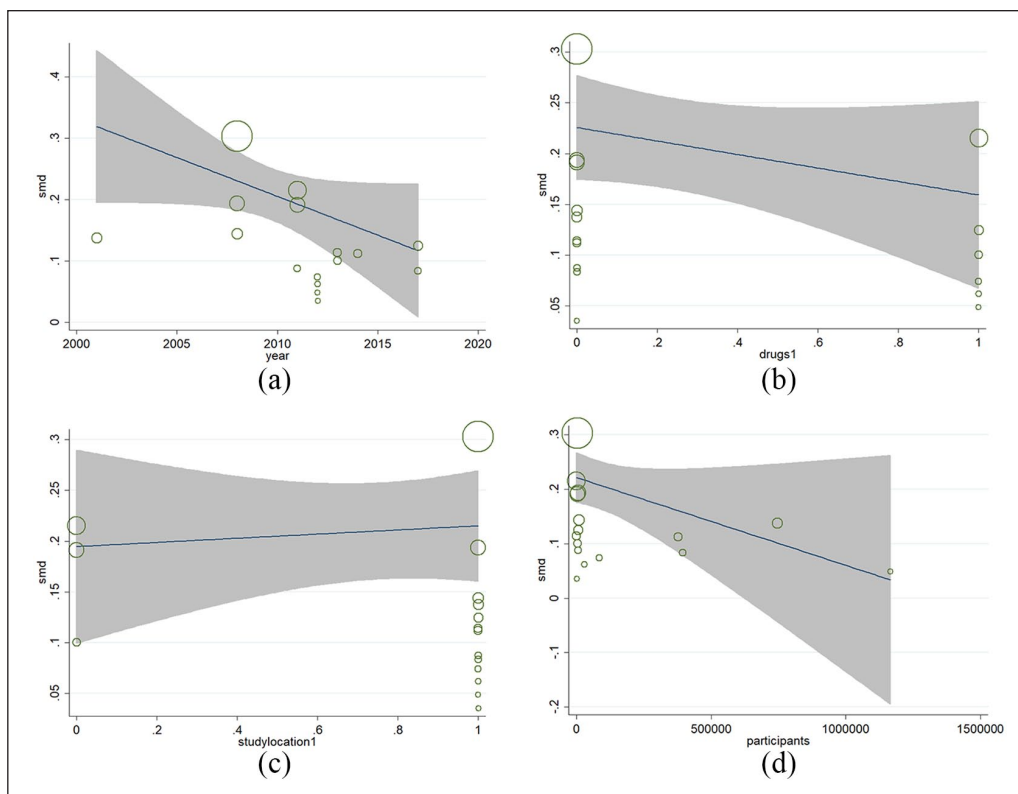 .4
.3
.2
.1
0
smd
2000 2005 2010 2015 2020
year
(a)
.3
.25
.2
.15
.1
.05
smd
0 .2 .4 .6 .8 1
drugs1
(b)
.3
.25
.2
.15
.1
.05
smd
0 .2 .4 .6 .8 1
studylocation1
(c)
.3
.2
.1
0
-.1
-.2
smd
0 500000 1000000 1500000
participants
(d)